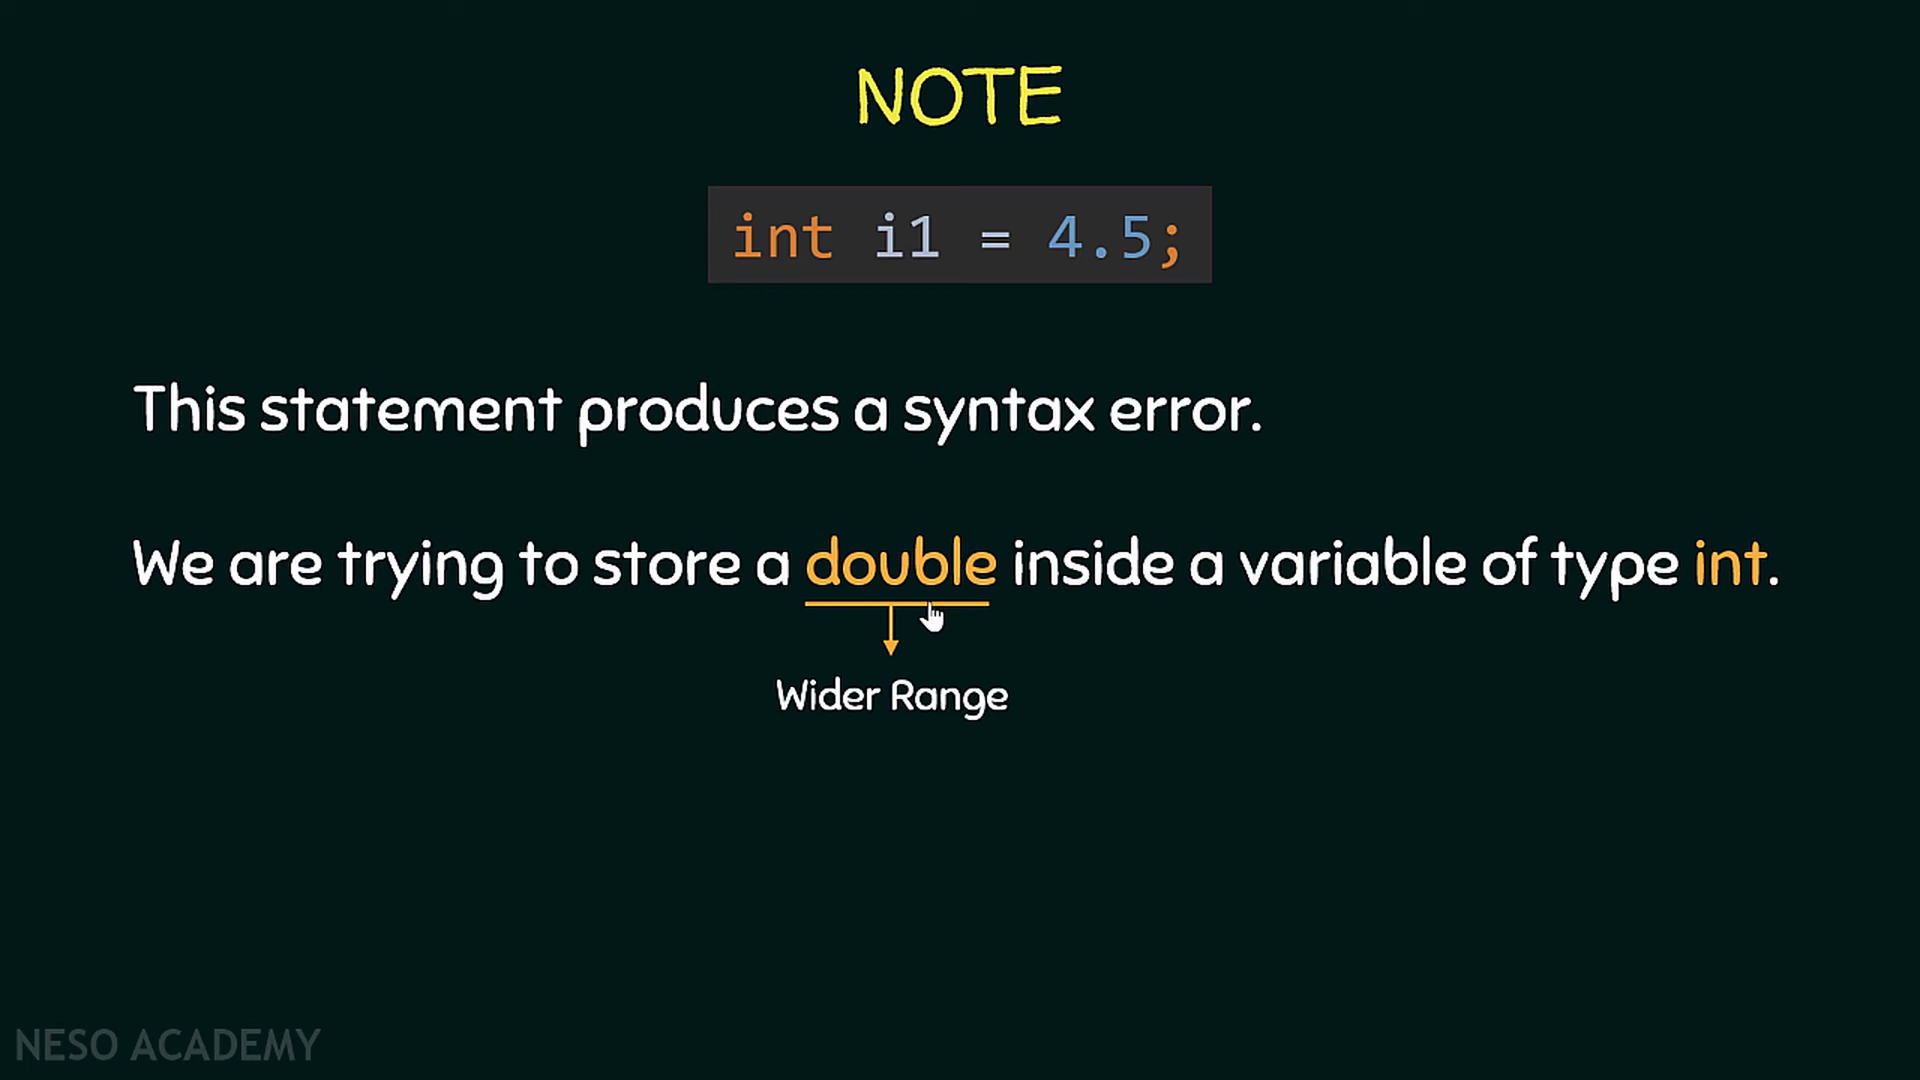 NOTE
int i1 = 4.5;
This statement produces a syntax error.
We are trying to store a double inside a variable of type int.
Wider Range
NESO ACADEMY